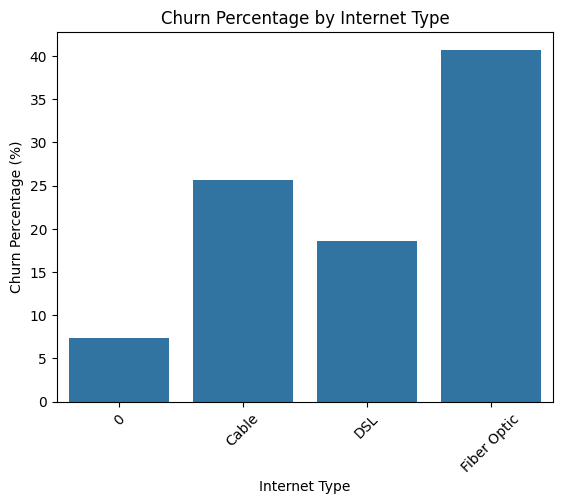 Churn Percentage by Internet Type
Churn Percentage (%)
40
35
30
25
20
15
10
5
0
0
Cable
DSL
Fiber Optic
Internet Type